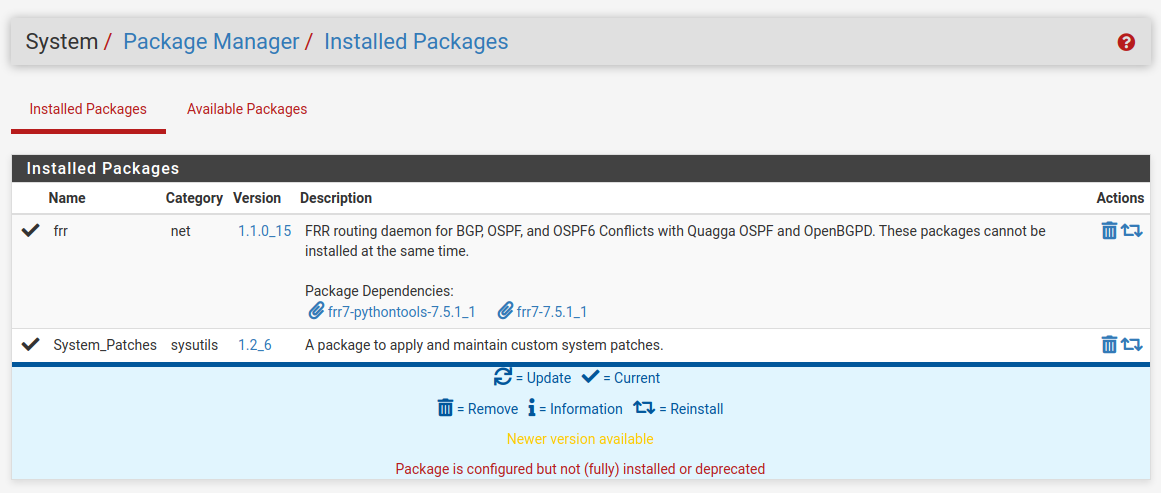 System / Package Manager / Installed Packages
Installed Packages Available Packages
Installed Packages
Name Category Version Description Actions
frr net 1.1.0_15 FRR routing daemon for BGP, OSPF, and OSPF6 Conflicts with Quagga OSPF and OpenBGPD. These packages cannot be
installed at the same time.
Package Dependencies:
frr7-pythontools-7.5.1_1 frr7-7.5.1_1
System_Patches sysutils 1.2_6 A package to apply and maintain custom system patches.
= Update = Current
= Remove = Information = Reinstall
Newer version available
Package is configured but not (fully) installed or deprecated